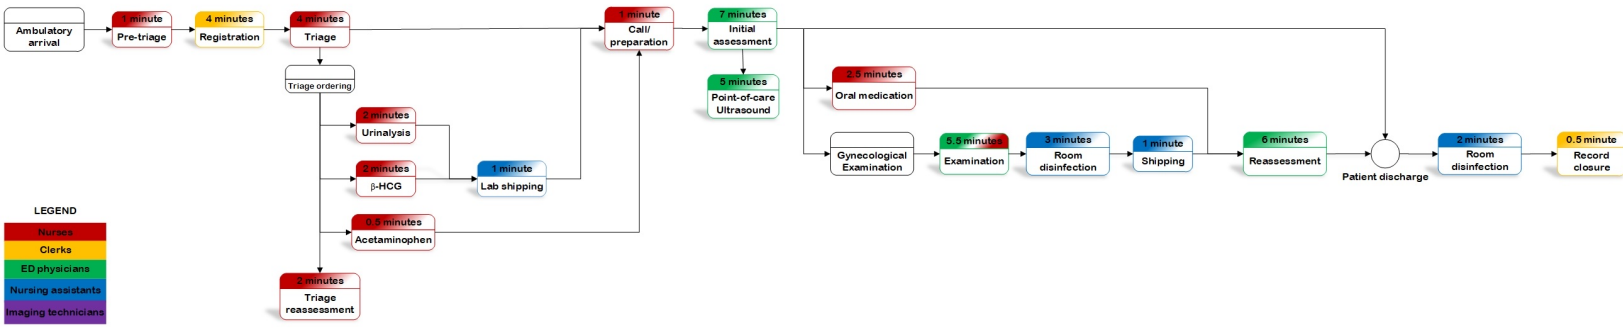 Ambulatory
arrival
1 minute
Pre-triage
4 minutes
Registration
4 minutes
Triage
1 minute
Call/
preparation
7 minutes
Initial
assessment
Triage ordering
5 minutes
Point-of-care
Ultrasound
2.5 minutes
Oral medication
2 minutes
Urinalysis
2 minutes
β-HCG
1 minute
Lab shipping
0.5 minutes
Acetaminophen
2 minutes
Triage
reassessment
Gynecological
Examination
5.5 minutes
Examination
3 minutes
Room
disinfection
1 minute
Shipping
6 minutes
Reassessment
Patient discharge
2 minutes
Room
disinfection
0.5 minute
Record
closure
LEGEND
Nurses
Clerks
ED physicians
Nursing assistants
Imaging technicians